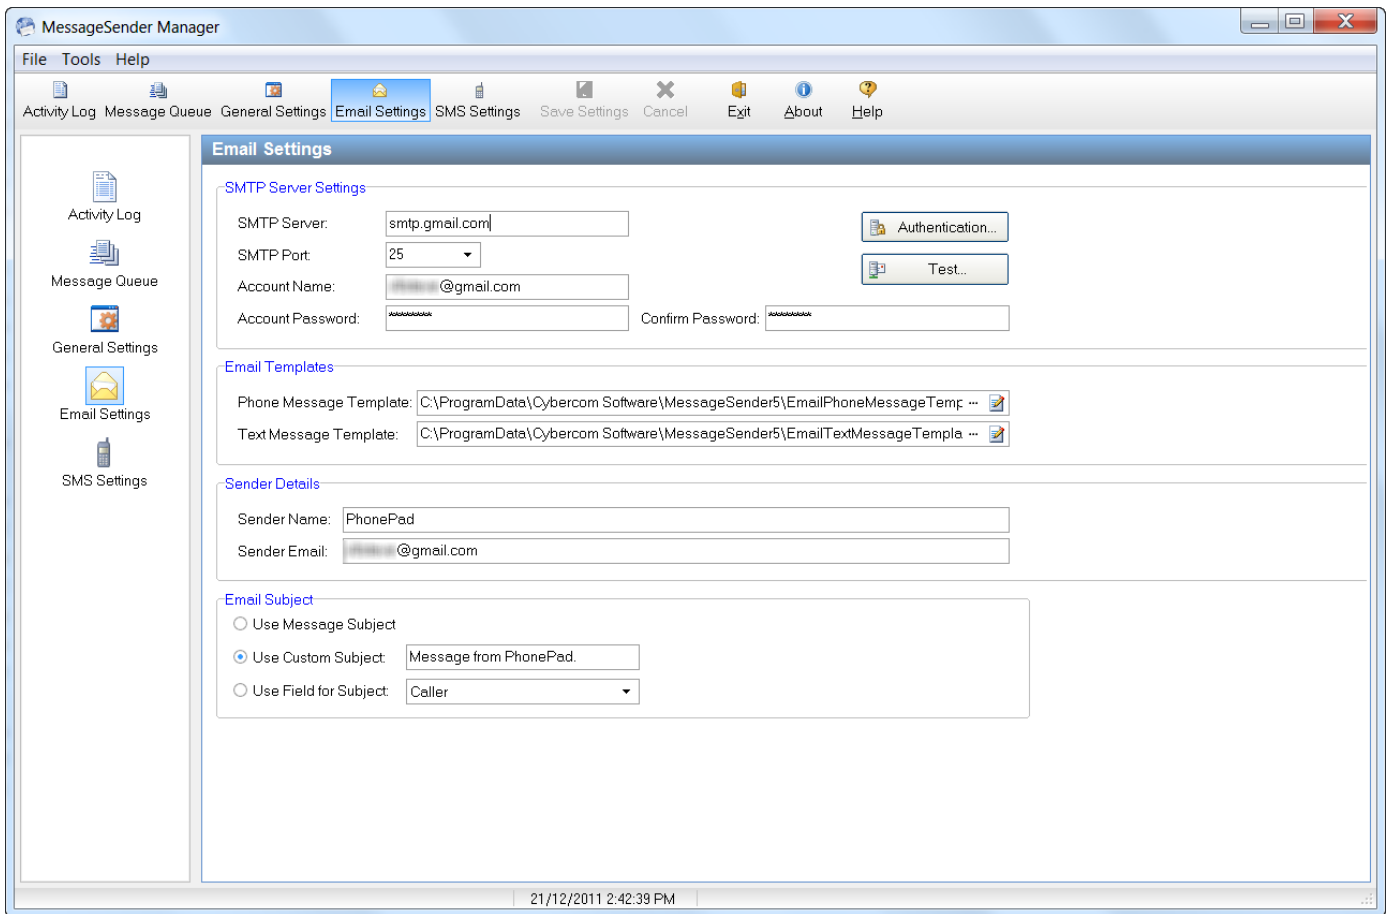 MessageSender Manager
File Tools Help
Activity Log Message Queue General Settings Email Settings SMS Settings Save Settings Cancel Exit About Help
Email Settings
Activity Log
Message Queue
General Settings
Email Settings
SMS Settings
SMTP Server Settings
SMTP Server: smtp.gmail.com Authentication...
SMTP Port: 25 Test...
Account Name: @gmail.com
Account Password: ********* Confirm Password: *********
Email Templates
Phone Message Template: C:\ProgramData\Cybercom Software\MessageSender5\EmailPhoneMessageTemp ...
Text Message Template: C:\ProgramData\Cybercom Software\MessageSender5\EmailTextMessageTempla ...
Sender Details
Sender Name: PhonePad
Sender Email: @gmail.com
Email Subject
Use Message Subject
Use Custom Subject: Message from PhonePad.
Use Field for Subject: Caller
21/12/2011 2:42:39 PM